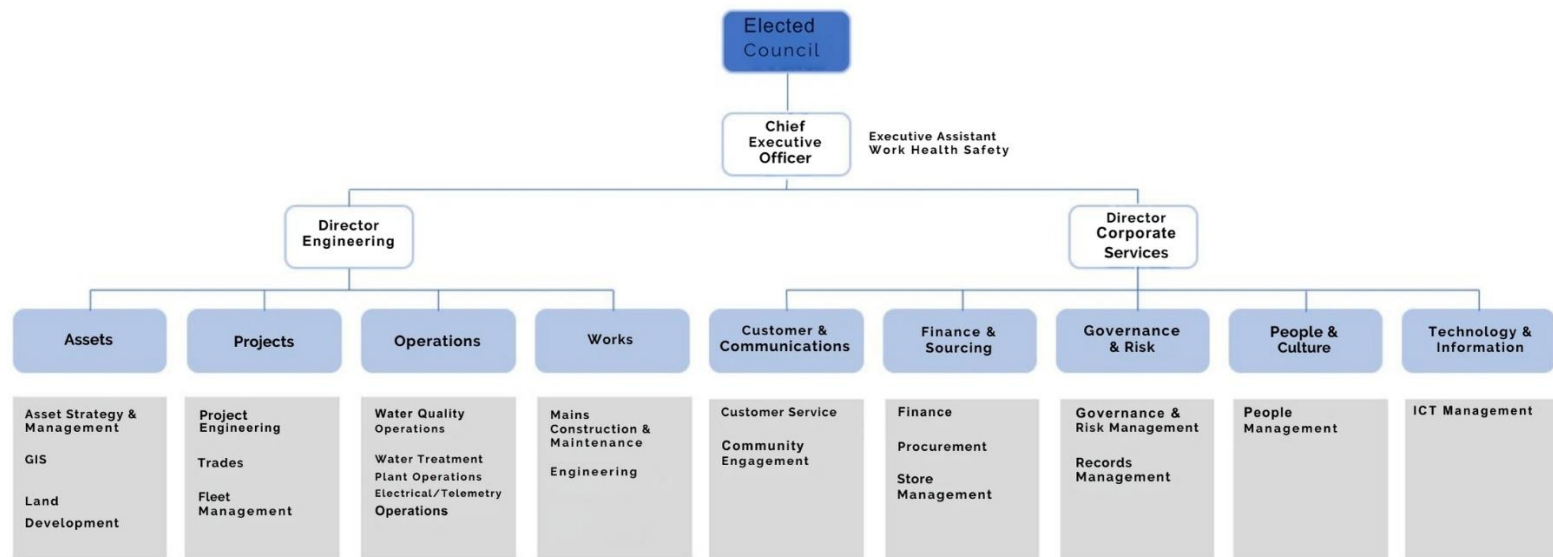 Elected
Council
Chief
Executive
Officer
Executive Assistant
Work Health Safety
Director
Engineering
Director
Corporate
Services
Assets
Projects
Operations
Works
Customer &
Communications
Finance &
Sourcing
Governance
& Risk
People &
Culture
Technology &
Information
Asset Strategy &
Management
GIS
Land
Development
Project
Engineering
Trades
Fleet
Management
Water Quality
Operations
Water Treatment
Plant Operations
Electrical/Telemetry
Operations
Mains
Construction &
Maintenance
Engineering
Customer Service
Community
Engagement
Finance
Procurement
Store
Management
Governance &
Risk Management
Records
Management
People
Management
ICT Management